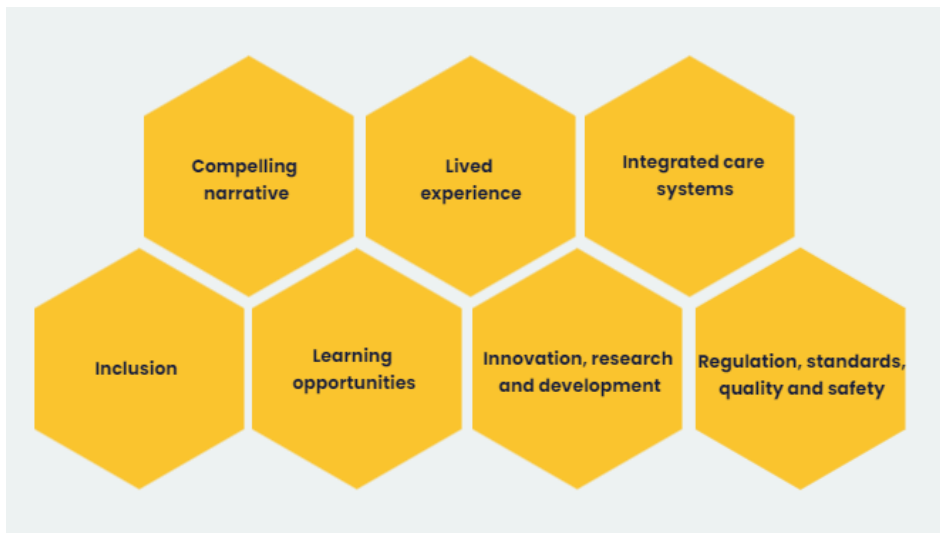 Compelling
narrative
Lived
experience
Integrated care
systems
Inclusion
Learning
opportunities
Innovation, research
and development
Regulation, standards,
quality and safety